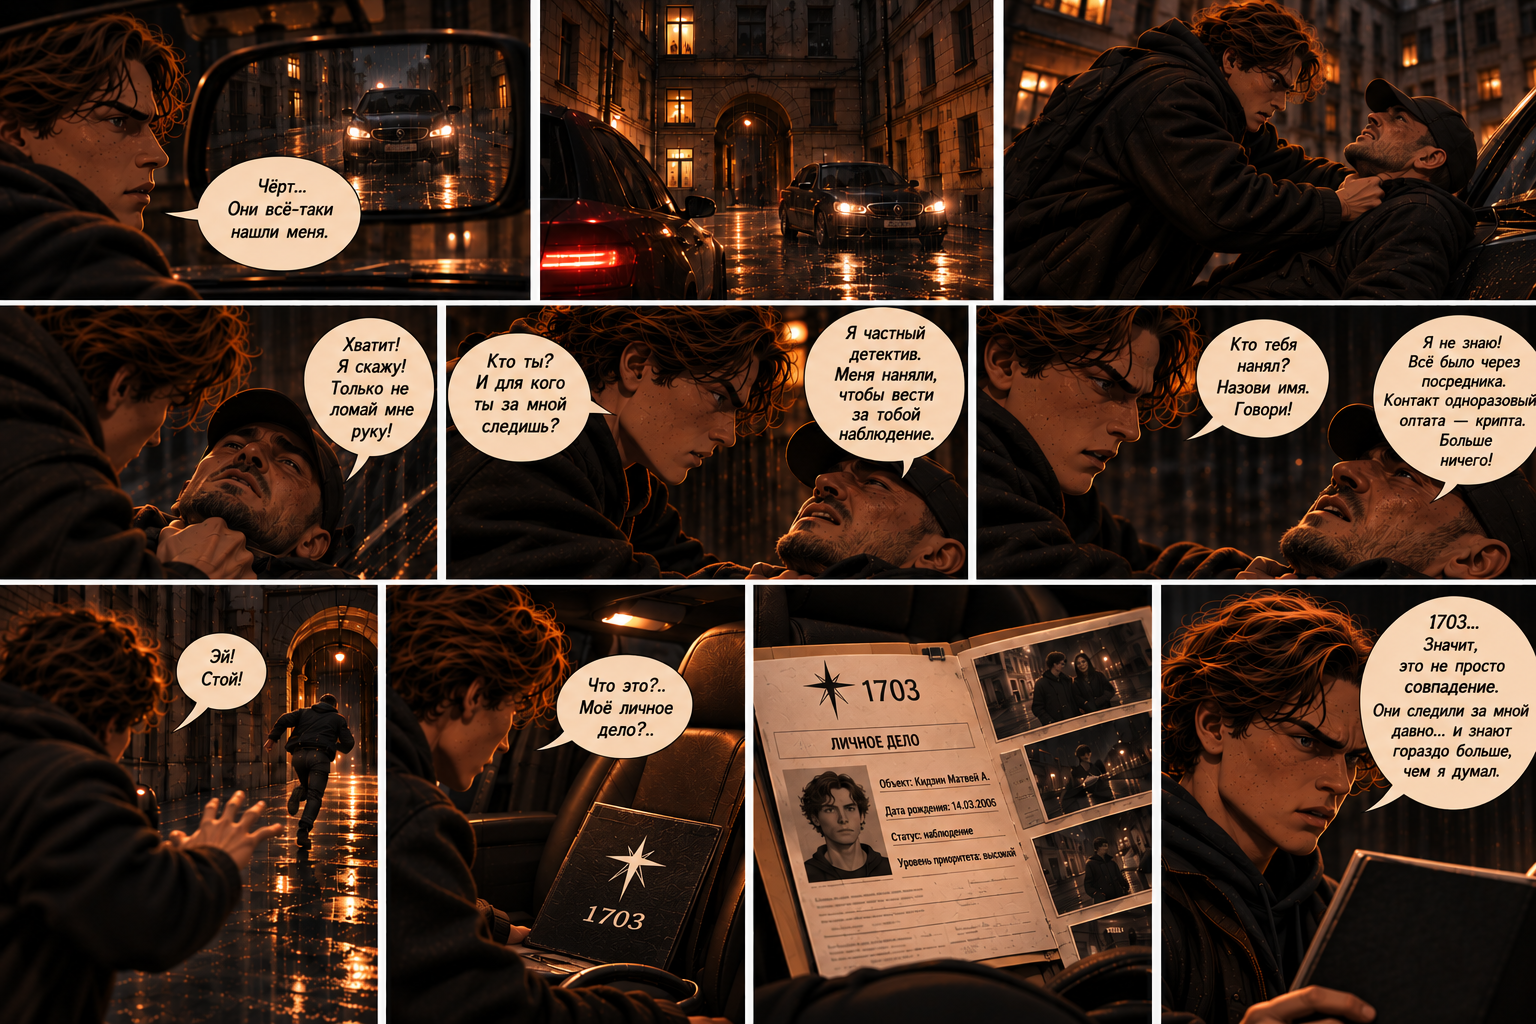 Чёрт...
Они всё-таки
нашли меня.
Хватит!
Я скажу!
Только не
ломай мне
руку!
Кто ты?
И для кого
ты за мной
следишь?
Я частный
детектив.
Меня наняли,
чтобы вести
за тобой
наблюдение.
Кто тебя
нанял?
Назови имя.
Говори!
Я не знаю!
Всё было через
посредника.
Контакт одноразовый
оптата — крипта.
Больше
ничего!
Эй!
Стой!
Что это?..
Моё личное
дело?..
1703
1703
ЛИЧНОЕ ДЕЛО
Объект: Кидзин Матвей А.
Дата рождения: 14.03.2006
Статус: наблюдение
Уровень приоритета: высокий
1703...
Значит,
это не просто
совпадение.
Они следили за мной
давно... и знают
гораздо больше,
чем я думал.